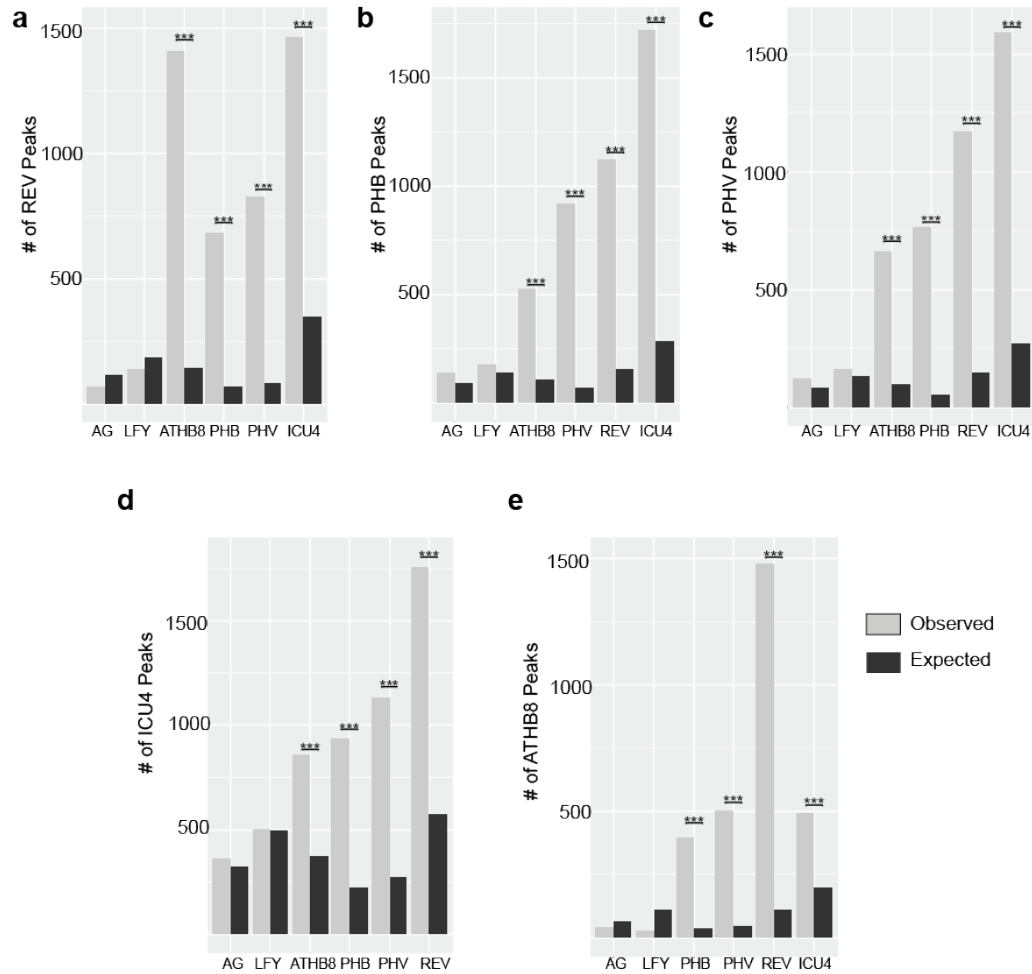 a
# of REV Peaks
1500
1000
500
***
***
***
***
AG LFY ATHB8 PHB PHV ICU4
b
# of PHB Peaks
1500
1000
500
***
***
***
***
AG LFY ATHB8 PHV REV ICU4
c
# of PHV Peaks
1500
1000
500
***
***
***
***
AG LFY ATHB8 PHB REV ICU4
d
# of ICU4 Peaks
1500
1000
500
***
***
***
***
AG LFY ATHB8 PHB PHV REV
e
# of ATHB8 Peaks
1500
1000
500
***
***
***
***
AG LFY PHB PHV REV ICU4
Observed
Expected